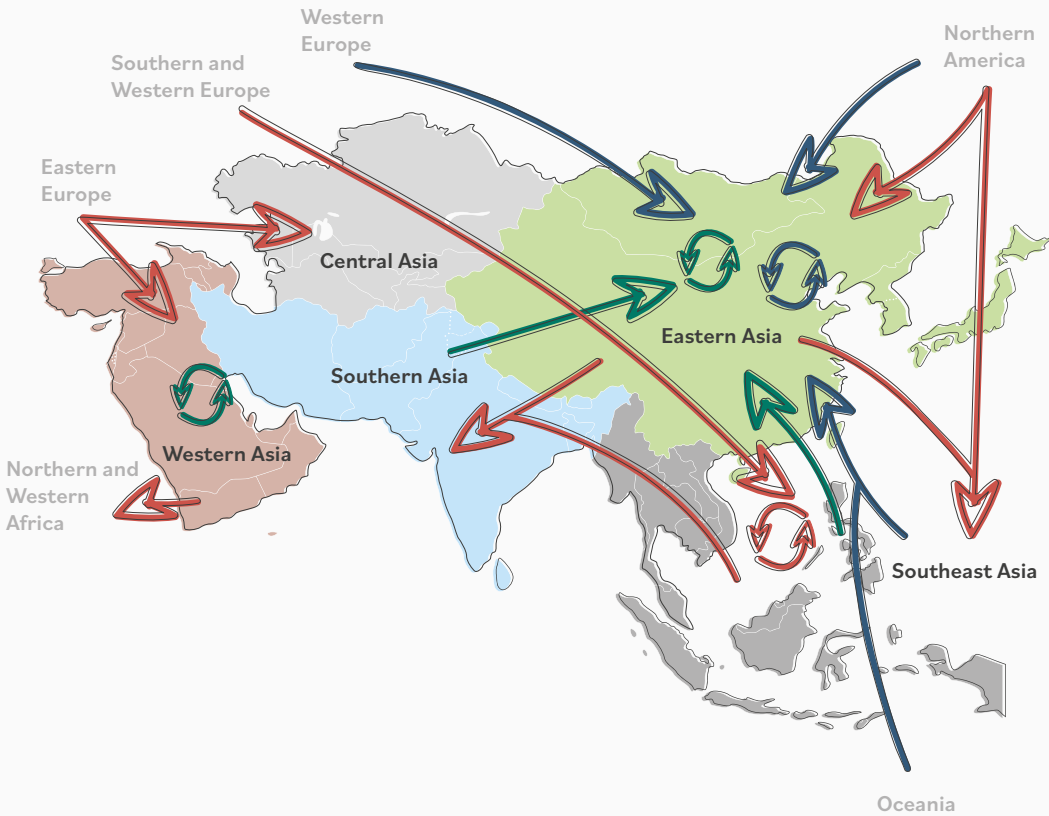 Western
Europe
Northern
America
Southern and
Western Europe
Eastern
Europe
Central Asia
Eastern Asia
Southern Asia
Western Asia
Northern and
Western
Africa
Southeast Asia
Oceania